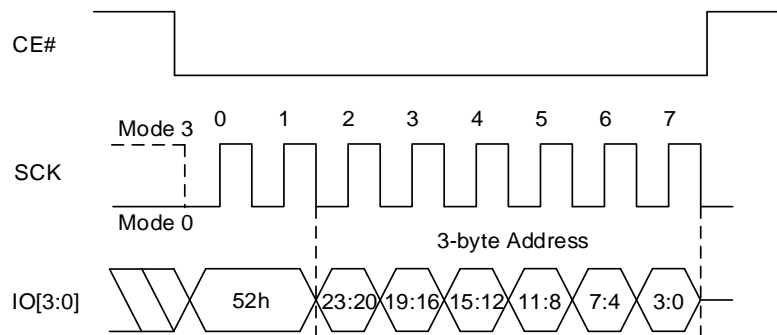 CE#
Mode 3 0 1 2 3 4 5 6 7
SCK
Mode 0
3-byte Address
IO[3:0] 52h 23:20 19:16 15:12 11:8 7:4 3:0